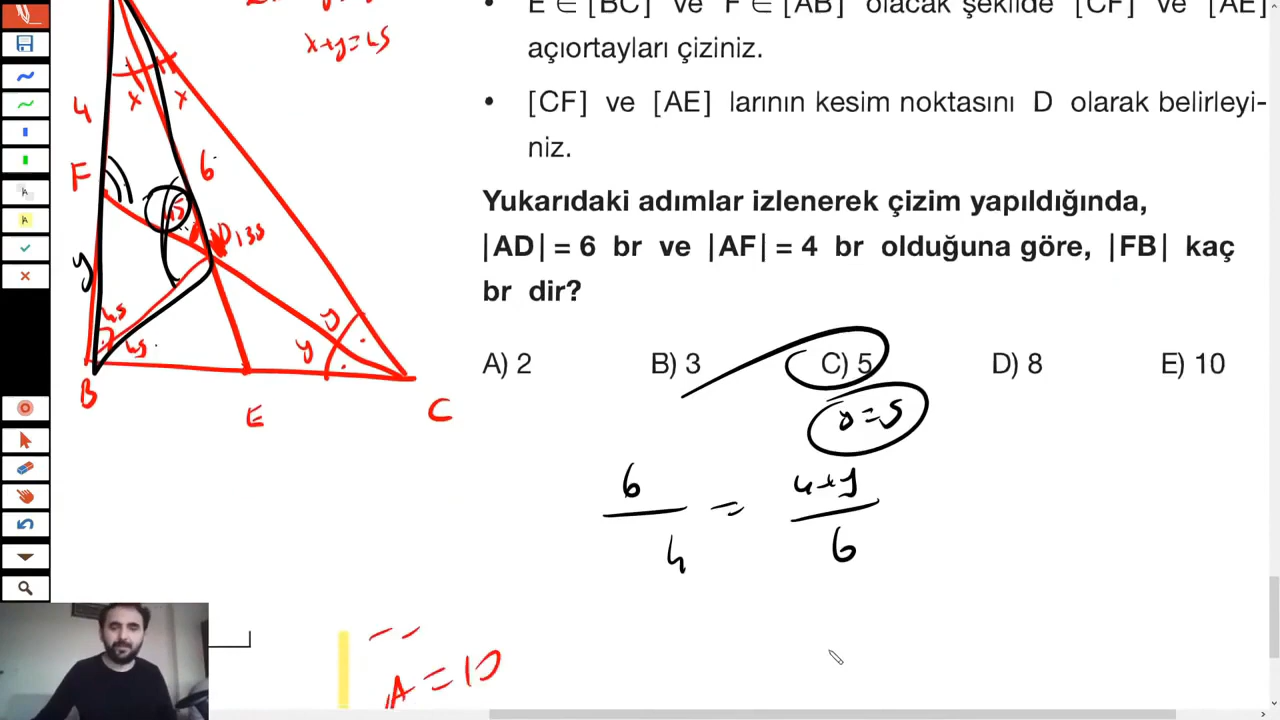 • E ∈ [BC] ve F ∈ [AB] olacak şekilde [CF] ve [AE]
açıortayları çiziniz.
x+y=45
• [CF] ve [AE] larının kesim noktasını D olarak belirleyi-
niz.
Yukarıdaki adımlar izlenerek çizim yapıldığında,
|AD| = 6 br ve |AF| = 4 br olduğuna göre, |FB| kaç
br dir?
A) 2 B) 3 C) 5 D) 8 E) 10
y=5
6/4 = 4+y/6
4
x x
F
6
45
D 135
y
45
45
y y
B
E
C
A = 10